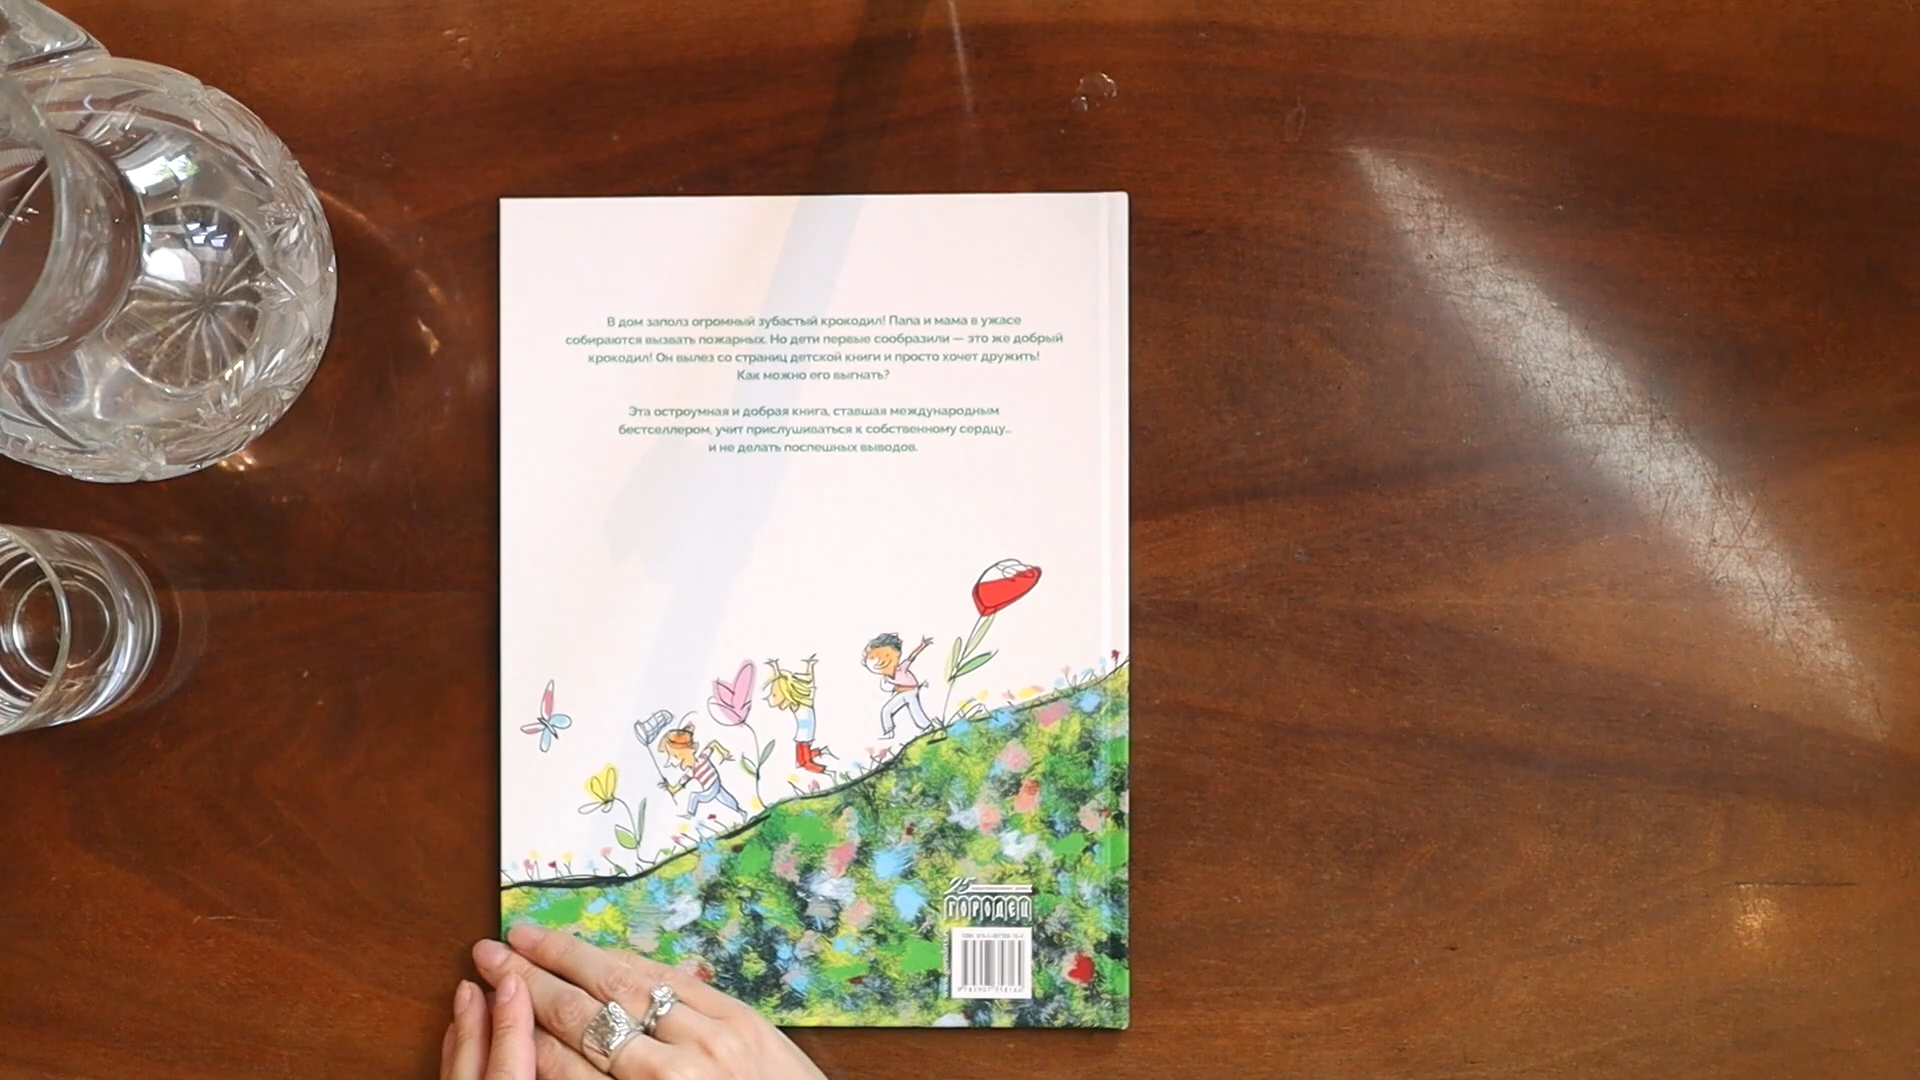 В дом заполз огромный зубастый крокодил! Папа и мама в ужасе
собираются вызвать пожарных. Но дети первые сообразили — это же добрый
крокодил! Он вылез со страниц детской книги и просто хочет дружить!
Как можно его выгнать?
Эта остроумная и добрая книга, ставшая международным
бестселлером, учит прислушиваться к собственному сердцу…
и не делать поспешных выводов.
25
ГОРОДЕЦ